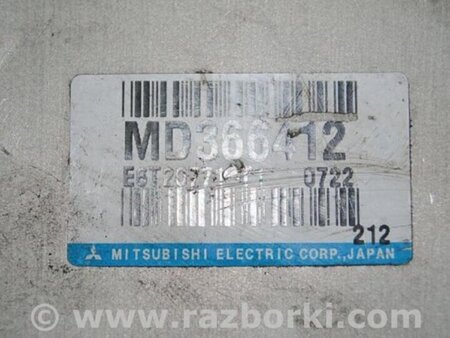 MD366412
0722
212
MITSUBISHI ELECTRIC CORP., JAPAN
© www.razborki.com